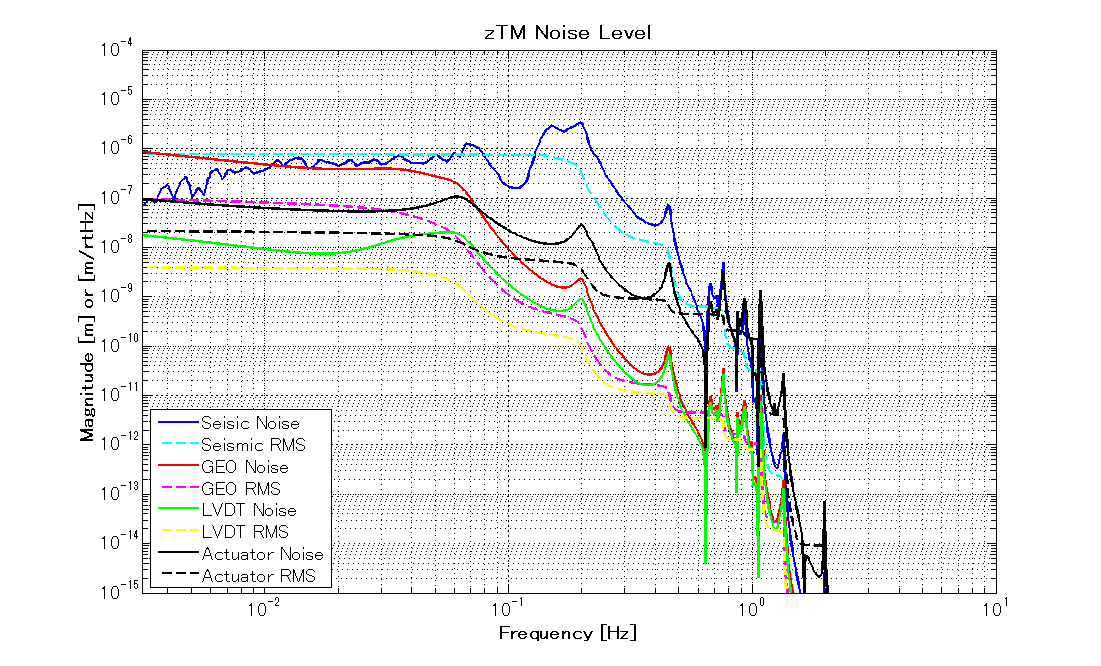 zTM Noise Level
10^-4
10^-5
10^-6
10^-7
10^-8
10^-9
10^-10
10^-11
10^-12
10^-13
10^-14
10^-15
Magnitude [m] or [m/rtHz]
Seisic Noise
Seismic RMS
GEO Noise
GEO RMS
LVDT Noise
LVDT RMS
Actuator Noise
Actuator RMS
10^-2
10^-1
10^0
10^1
Frequency [Hz]